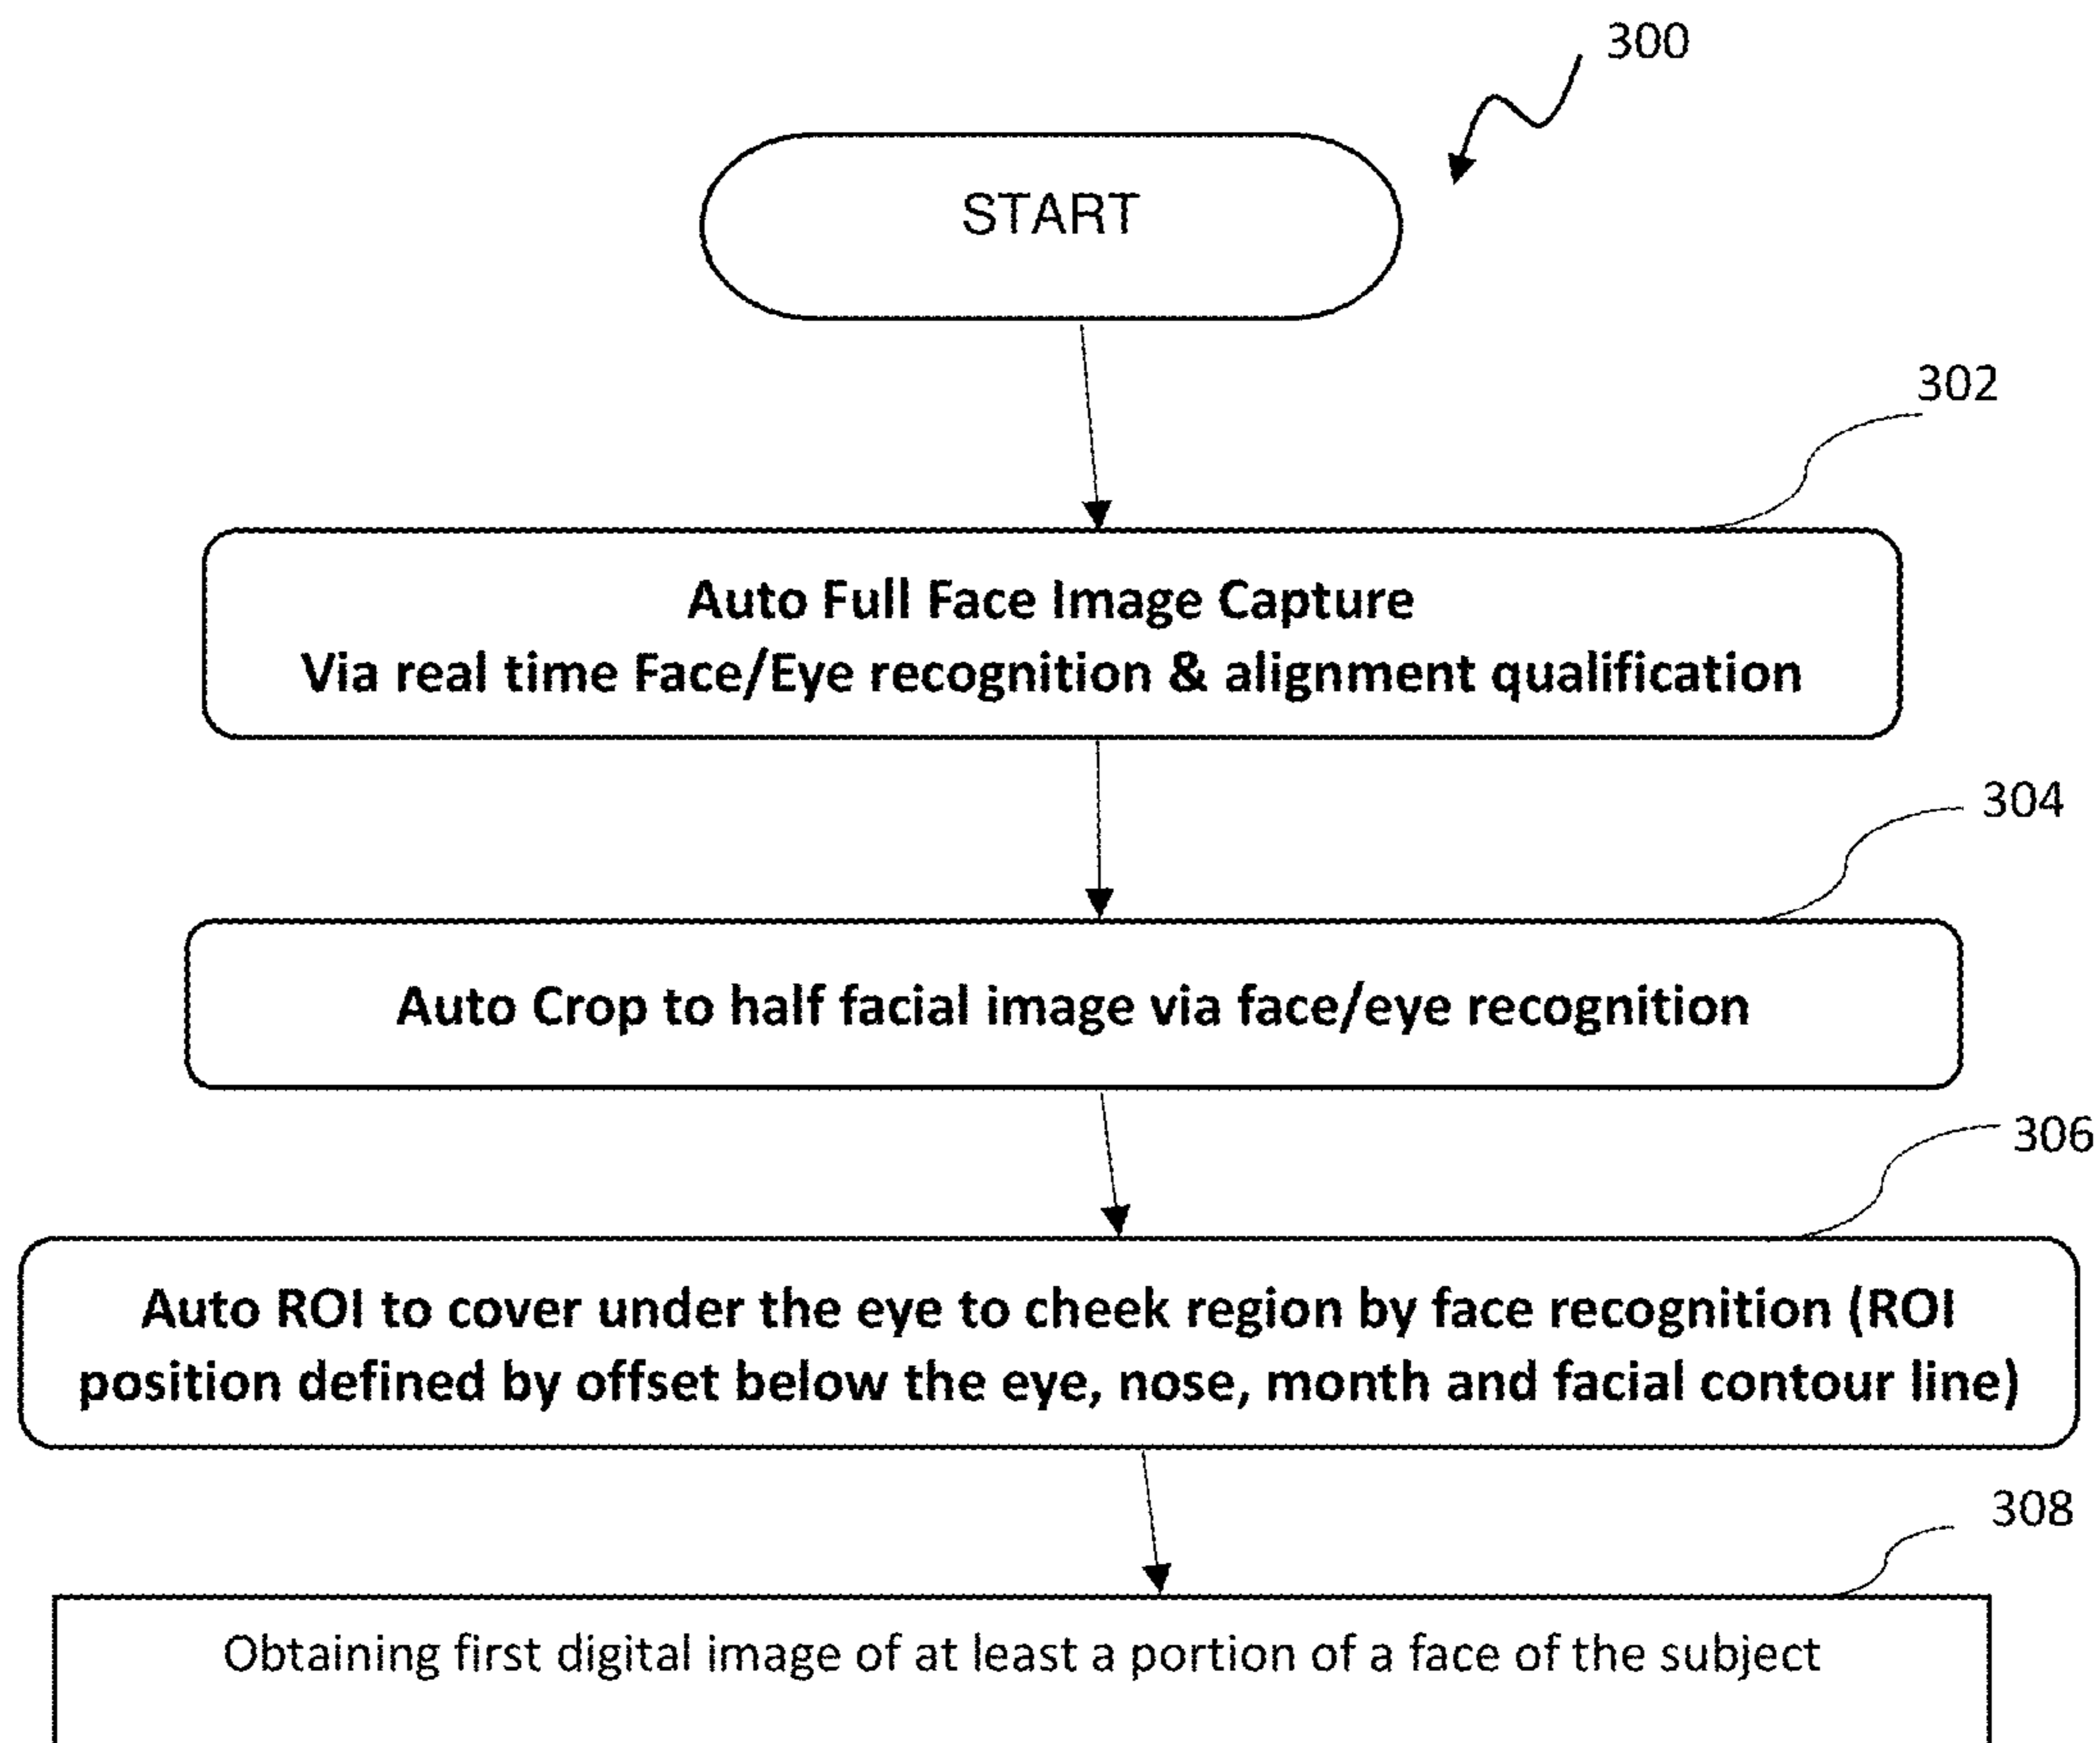 300
START
302
Auto Full Face Image Capture
Via real time Face/Eye recognition & alignment qualification
304
Auto Crop to half facial image via face/eye recognition
306
Auto ROI to cover under the eye to cheek region by face recognition (ROI
position defined by offset below the eye, nose, month and facial contour line)
308
Obtaining first digital image of at least a portion of a face of the subject